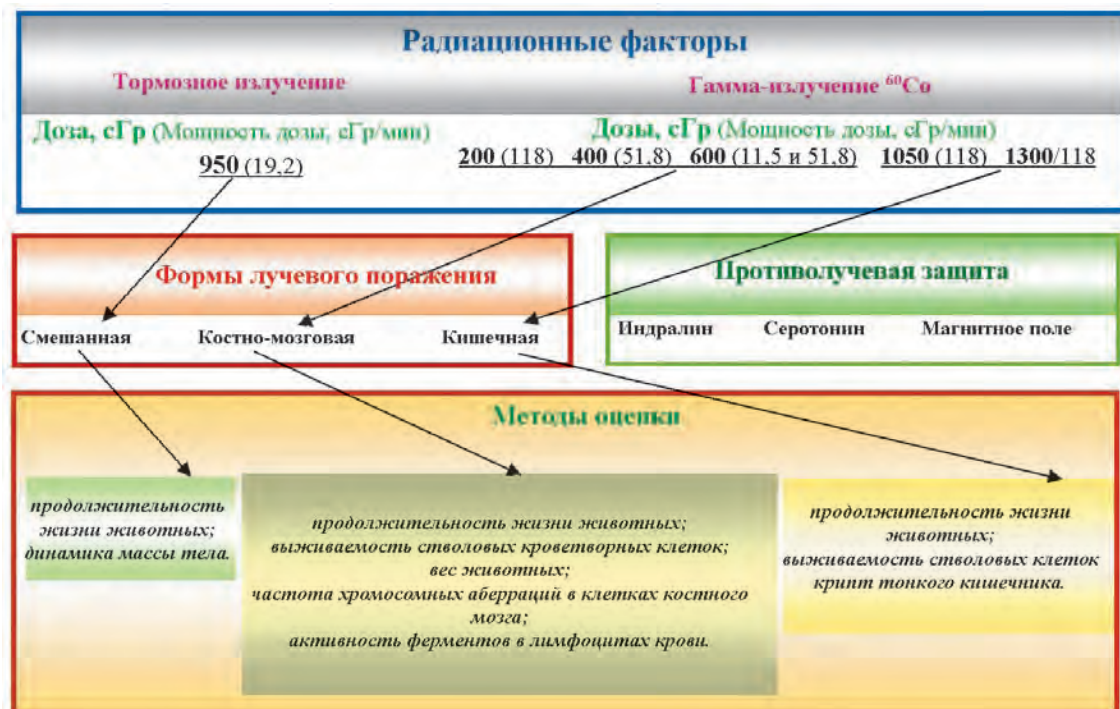 Радиационные факторы
Тормозное излучение
Гамма-излучение ⁶⁰Co
Доза, сГр (Мощность дозы, сГр/мин)
950 (19,2)
Дозы, сГр (Мощность дозы, сГр/мин)
200 (118) 400 (51,8) 600 (11,5 и 51,8) 1050 (118) 1300/118
Формы лучевого поражения
Смешанная Костно-мозговая Кишечная
Противолучевая защита
Индралин Серотонин Магнитное поле
Методы оценки
продолжительность
жизни животных;
динамика массы тела.
продолжительность жизни животных;
выживаемость стволовых кроветворных клеток;
вес животных;
частота хромосомных аберраций в клетках костного
мозга;
активность ферментов в лимфоцитах крови.
продолжительность жизни
животных;
выживаемость стволовых клеток
крипт тонкого кишечника.